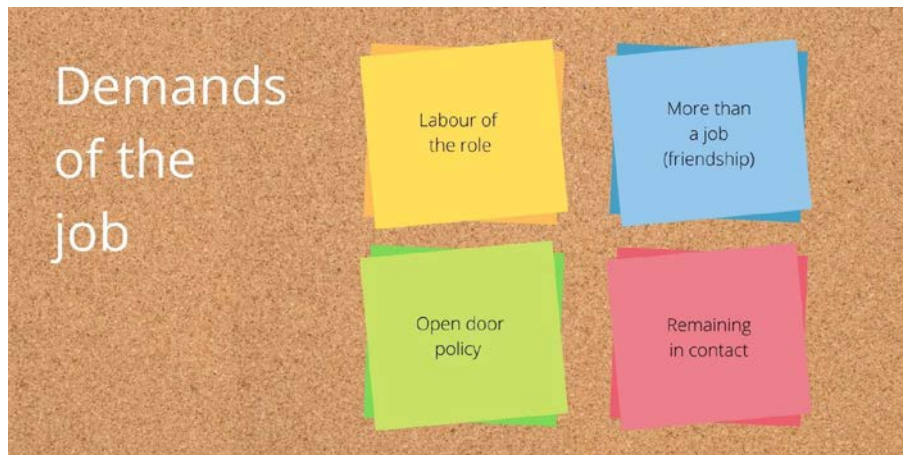 Demands
of the
job
Labour of
the role
More than
a job
(friendship)
Open door
policy
Remaining
in contact